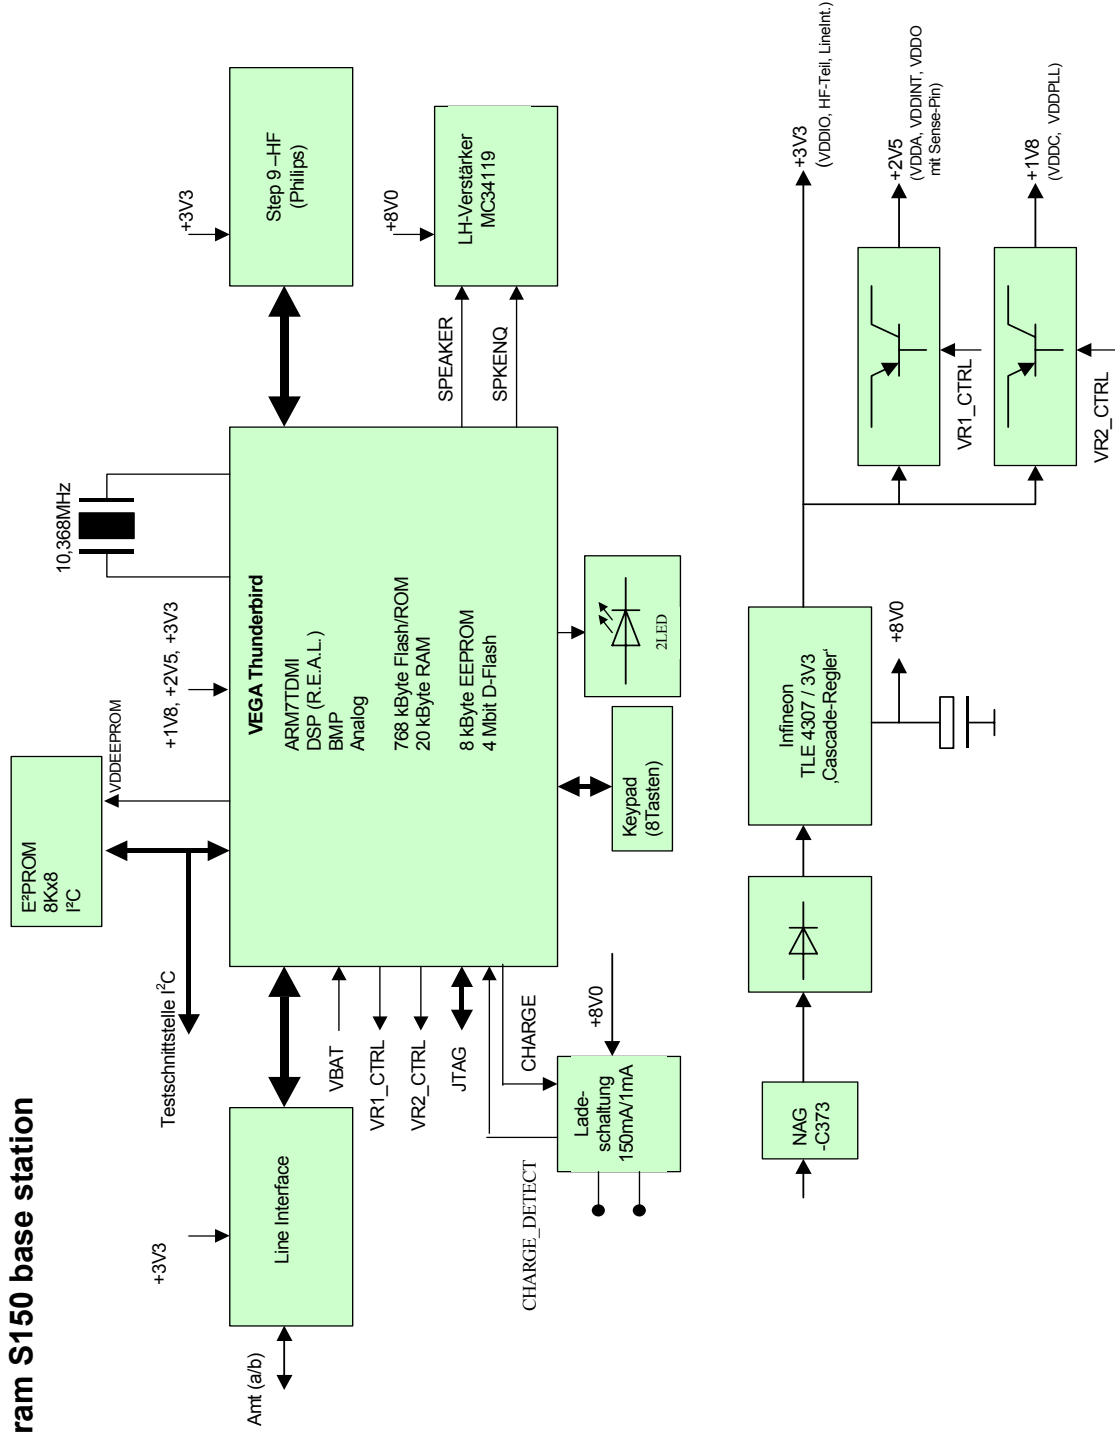 ram S150 base station
Amt (a/b)
+3V3
Line Interface
Testschnittstelle I²C
E²PROM
8Kx8
I²C
VDDEEPROM
+1V8, +2V5, +3V3
10,368MHz
+3V3
Step 9 –HF
(Philips)
+8V0
LH-Verstärker
MC34119
SPEAKER
SPKENQ
VEGA Thunderbird
ARM7TDMI
DSP (R.E.A.L.)
BMP
Analog
768 kByte Flash/ROM
20 kByte RAM
8 kByte EEPROM
4 Mbit D-Flash
VBAT
VR1_CTRL
VR2_CTRL
JTAG
CHARGE
CHARGE_DETECT
+8V0
Lade-
schaltung
150mA/1mA
Keypad
(8Tasten)
2LED
NAG
-C373
Infineon
TLE 4307 / 3V3
‚Cascade-Regler‘
+8V0
+3V3
(VDDIO, HF-Teil, LineInt.)
+2V5
(VDDA, VDDINT, VDDO
mit Sense-Pin)
VR1_CTRL
+1V8
(VDDC, VDDPLL)
VR2_CTRL